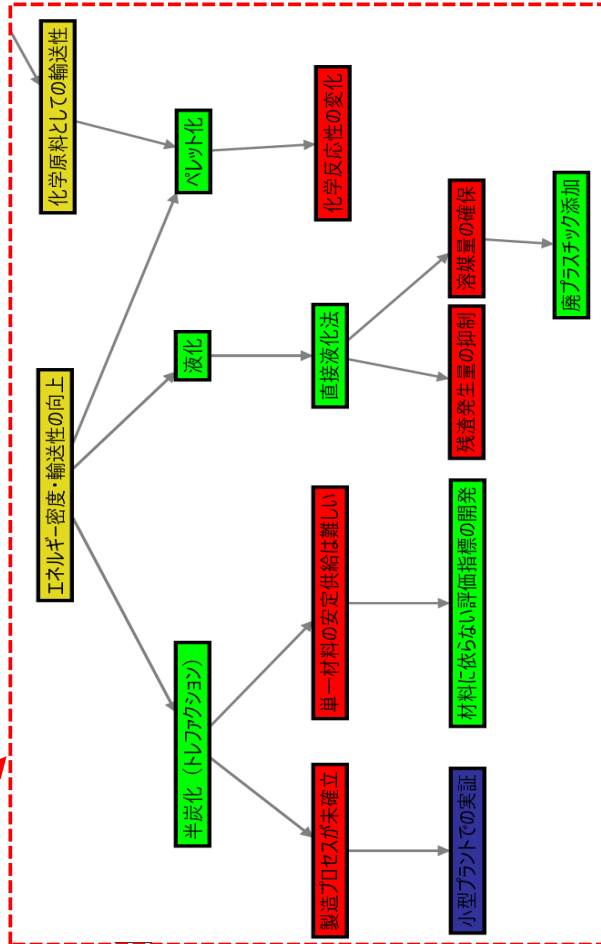 エネルギー密度・輸送性の向上
化学原料としての輸送性
半炭化（トレファクション）
液化
ペレット化
製造プロセスが未確立
単一材料の安定供給は難しい
直接液化法
化学反応性の変化
小型プラントでの実証
材料に依らない評価指標の開発
残渣発生量の抑制
溶媒量の確保
廃プラスチック添加